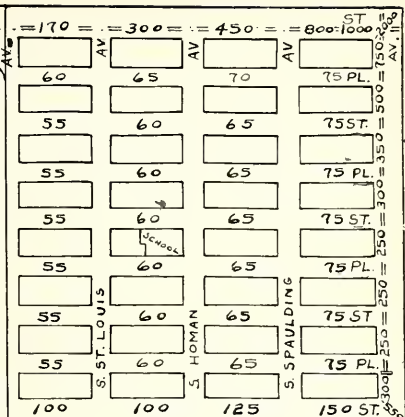 ST
= 170 = = 300 = = 450 = = 800-1000 =
AV. AV AV AV AV.
60 65 70 75 PL.
55 60 65 75 ST.
55 60 65 75 PL.
55 60 65 75 ST.
SCHOOL
55 60 65 75 PL.
55 60 65 75 ST
55 60 65 75 PL.
100 100 125 150 ST.
S. ST. LOUIS
S. HOMAN
S. SPAULDING
= 750 = 500 = 350 = 300 = 250 = 250 = 250 = 300